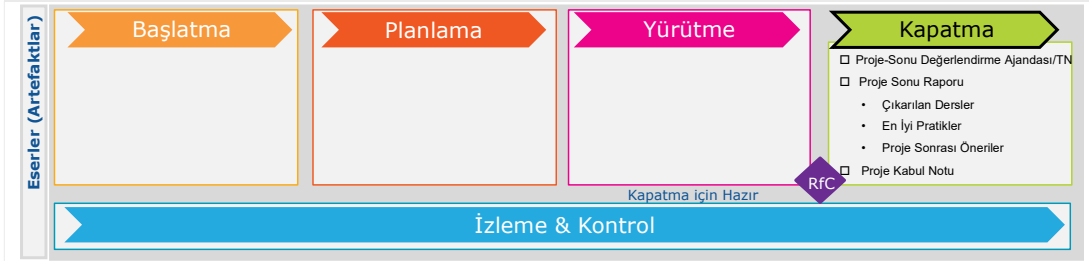 Eserler (Artefaktlar)
Başlatma
Planlama
Yürütme
Kapatma
□ Proje-Sonu Değerlendirme Ajandası/TN
□ Proje Sonu Raporu
• Çıkarılan Dersler
• En İyi Pratikler
• Proje Sonrası Öneriler
□ Proje Kabul Notu
RfC
Kapatma için Hazır
İzleme & Kontrol